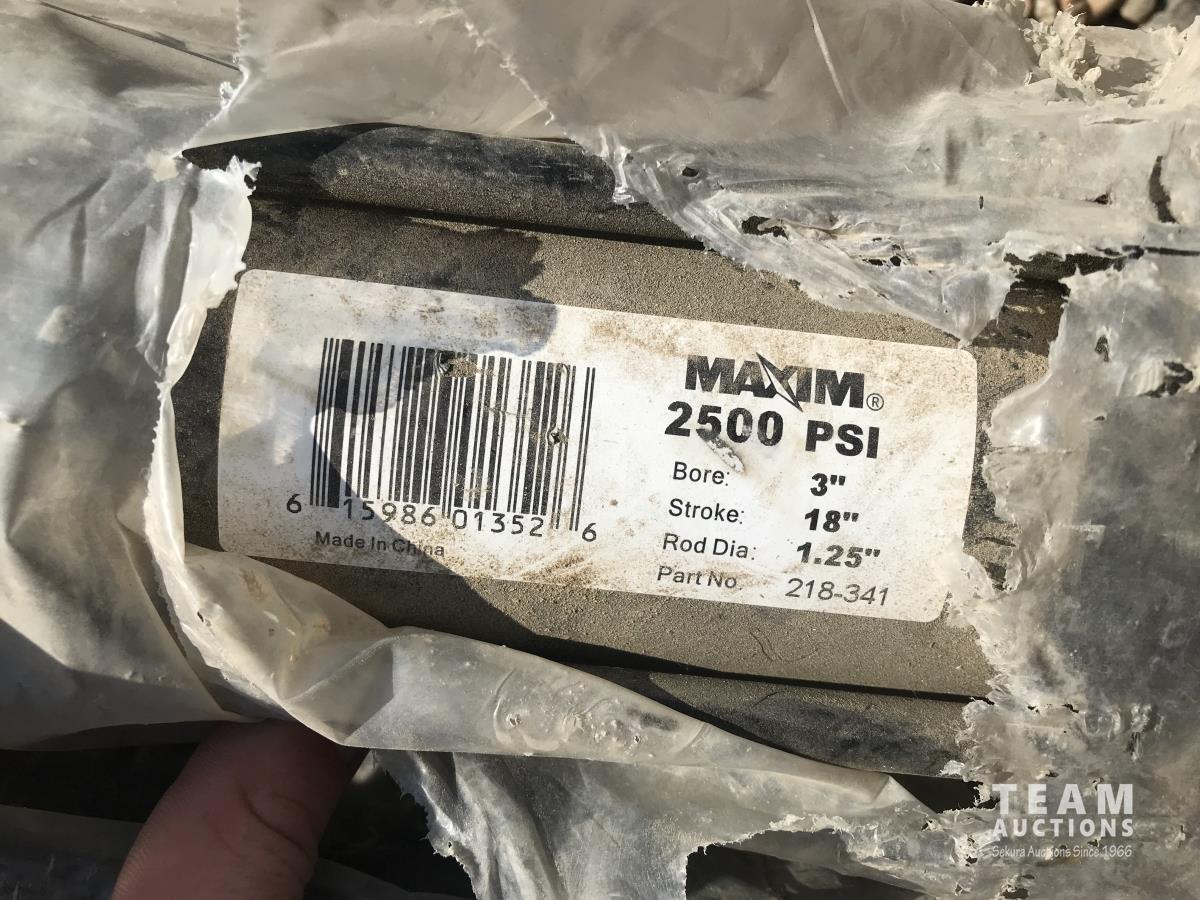 MAXIM®
2500 PSI
Bore: 3"
Stroke: 18"
Rod Dia: 1.25"
Part No. 218-341
6 15986 01352 6
Made In China
TEAM
AUCTIONS
Sekura Auctions Since 1966